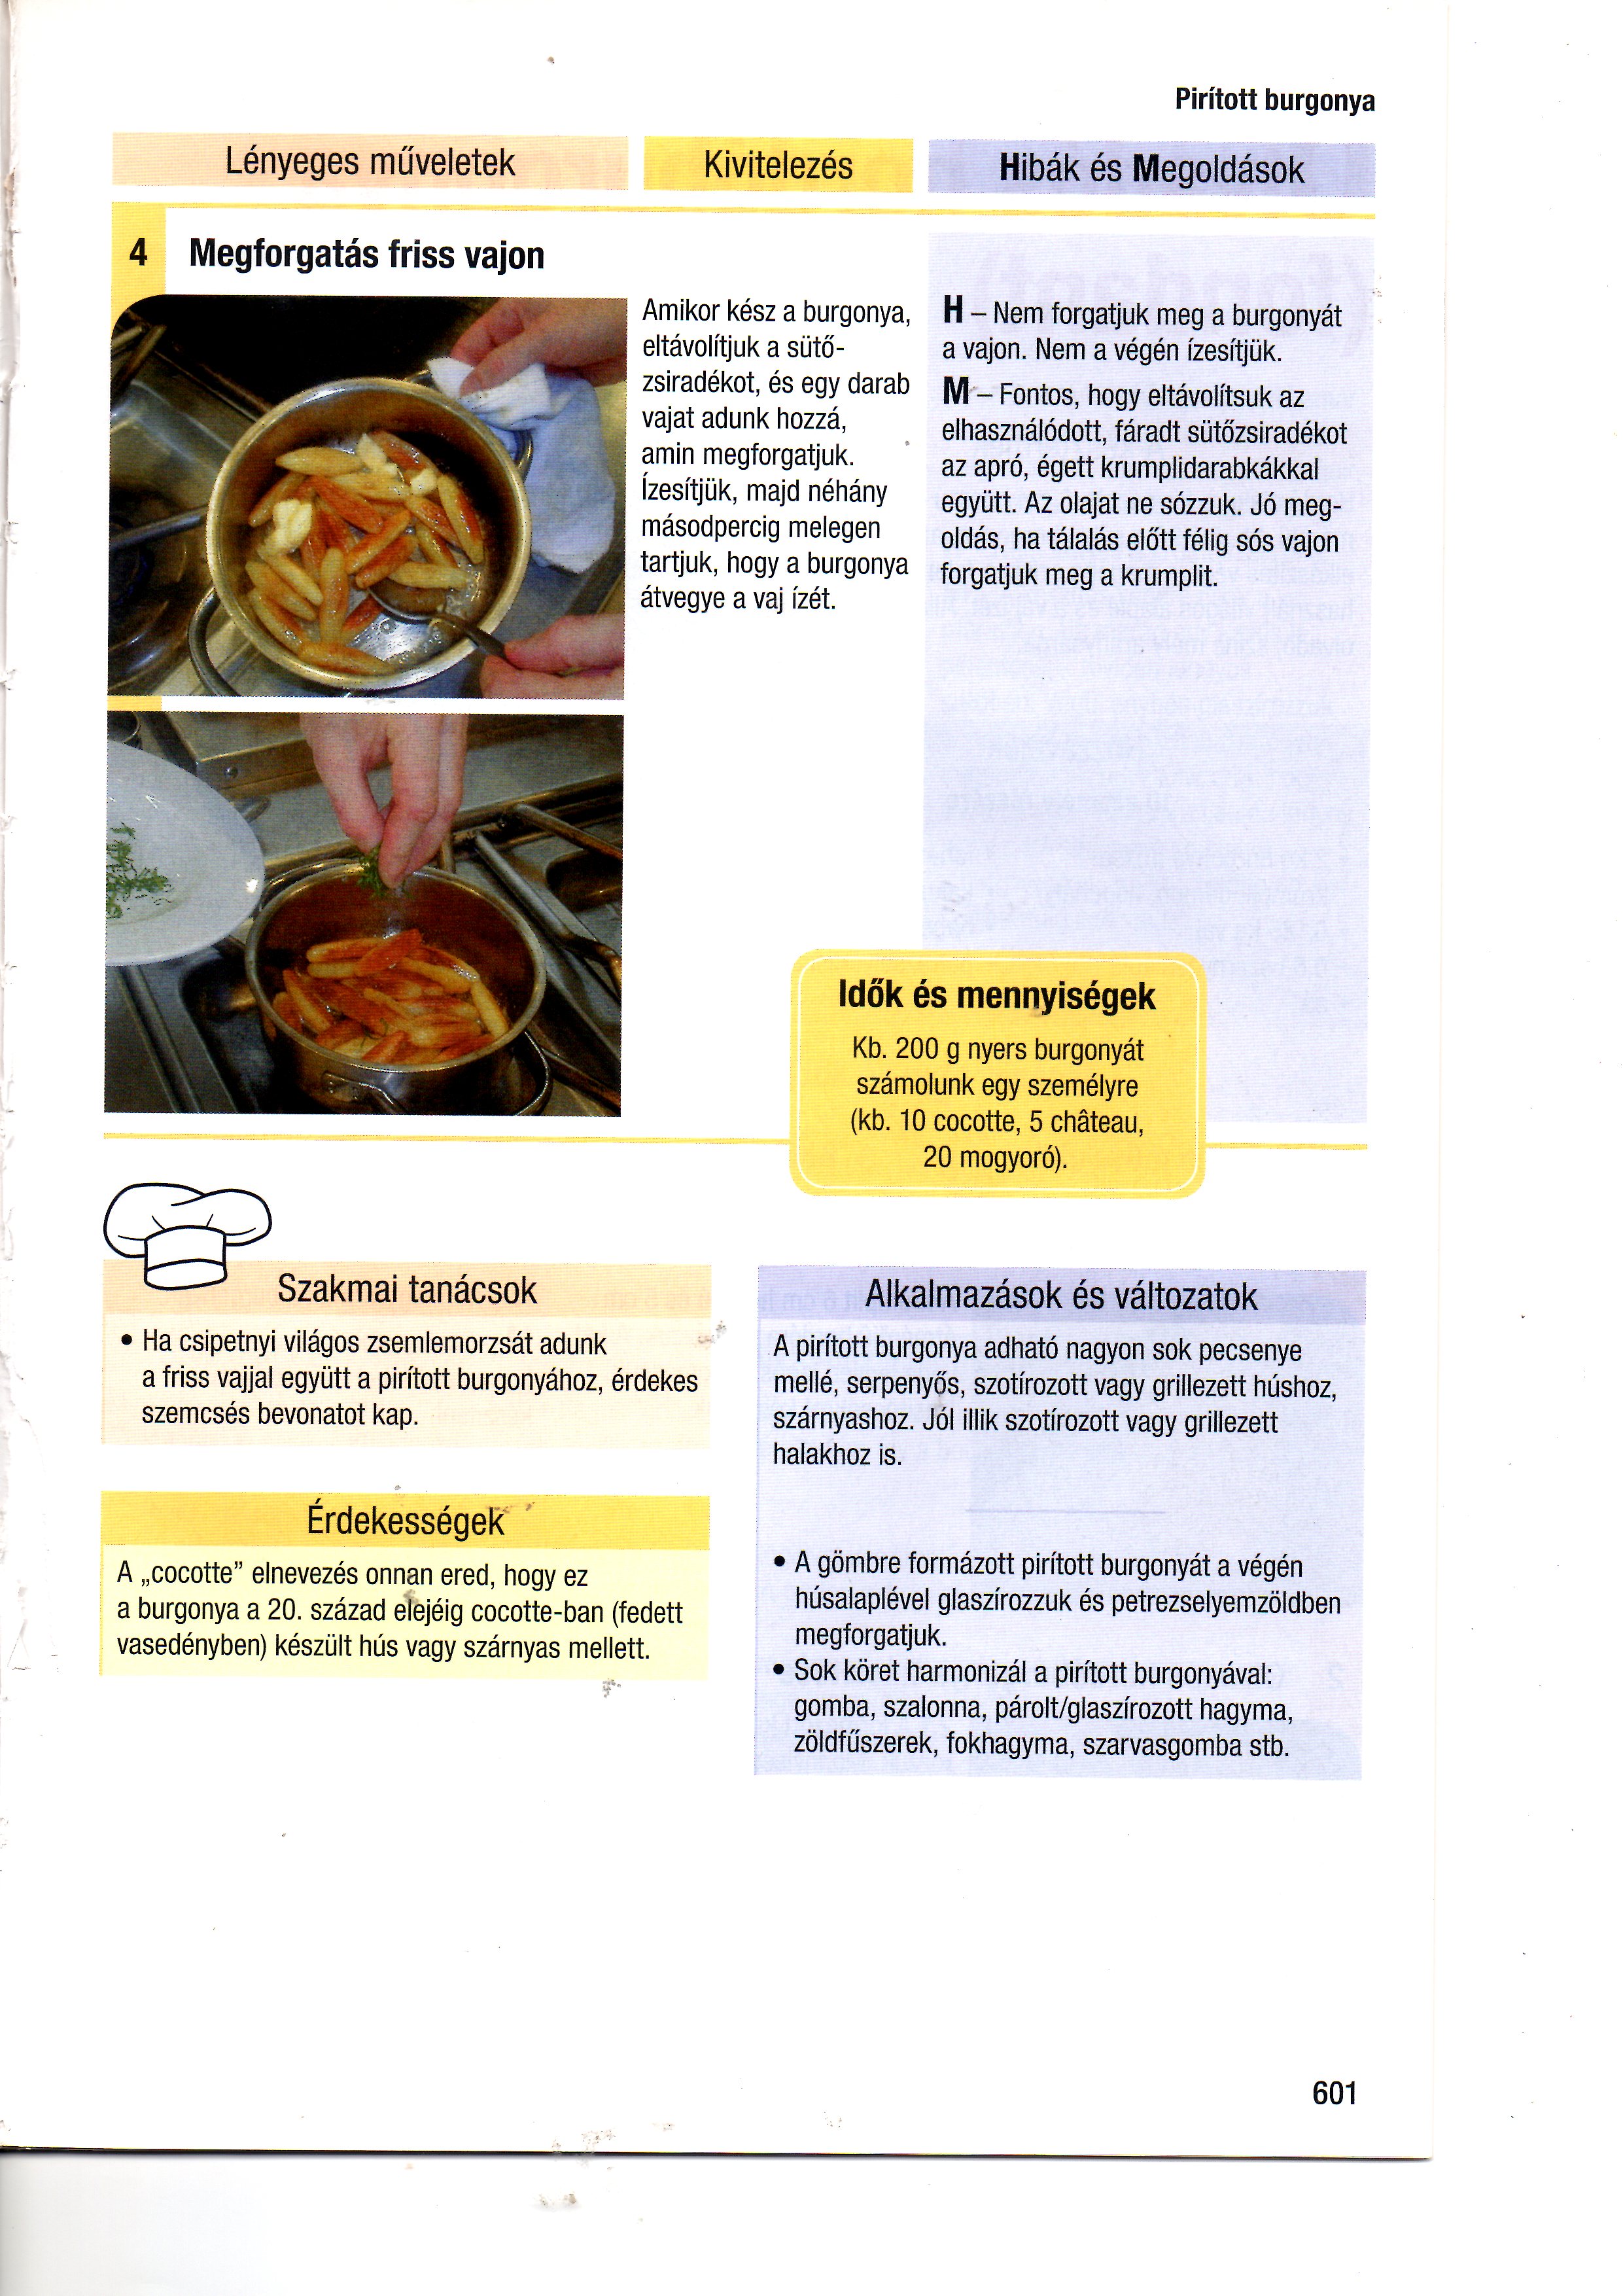 Pirított burgonya
Lényeges műveletek
Kivitelezés
Hibák és Megoldások
4 Megforgatás friss vajon
Amikor kész a burgonya,
eltávolítjuk a sütő-
zsiradékot, és egy darab
vajat adunk hozzá,
amin megforgatjuk.
Ízesítjük, majd néhány
másodpercig melegen
tartjuk, hogy a burgonya
átvegye a vaj ízét.
H – Nem forgatjuk meg a burgonyát
a vajon. Nem a végén ízesítjük.
M – Fontos, hogy eltávolítsuk az
elhasználódott, fáradt sütőzsiradékot
az apró, égett krumplidarabkákkal
együtt. Az olajat ne sózzuk. Jó meg-
oldás, ha tálalás előtt félig sós vajon
forgatjuk meg a krumplit.
Idők és mennyiségek
Kb. 200 g nyers burgonyát
számolunk egy személyre
(kb. 10 cocotte, 5 château,
20 mogyoró).
Szakmai tanácsok
• Ha csipetnyi világos zsemlemorzsát adunk
a friss vajjal együtt a pirított burgonyához, érdekes
szemcsés bevonatot kap.
Érdekességek
A „cocotte” elnevezés onnan ered, hogy ez
a burgonya a 20. század elejéig cocotte-ban (fedett
vasedényben) készült hús vagy szárnyas mellett.
Alkalmazások és változatok
A pirított burgonya adható nagyon sok pecsenye
mellé, serpenyős, szotírozott vagy grillezett húshoz,
szárnyashoz. Jól illik szotírozott vagy grillezett
halakhoz is.
• A gömbre formázott pirított burgonyát a végén
húsalaplével glaszírozzuk és petrezselyemzöldben
megforgatjuk.
• Sok köret harmonizál a pirított burgonyával:
gomba, szalonna, párolt/glaszírozott hagyma,
zöldfűszerek, fokhagyma, szarvasgomba stb.
601